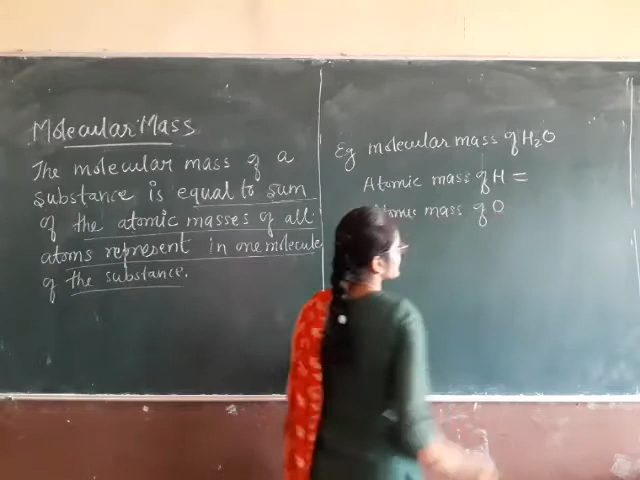 Molecular Mass
The molecular mass of a
substance is equal to sum
of the atomic masses of all
atoms represent in one molecule
of the substance.
Eg molecular mass of H₂O
Atomic mass of H =
Atomic mass of O